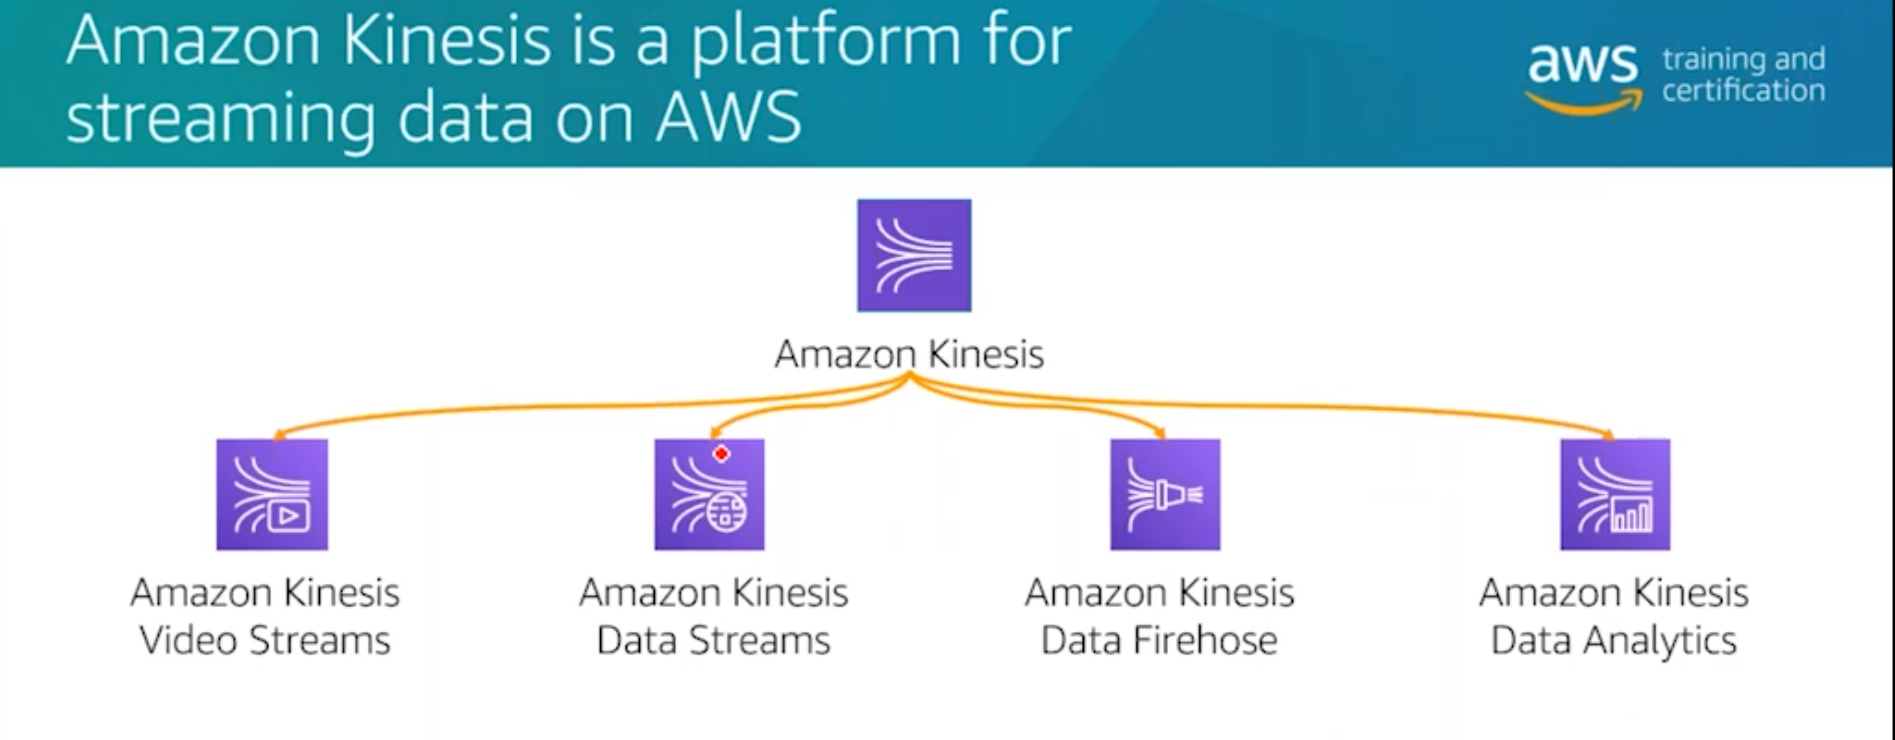 Amazon Kinesis is a platform for
streaming data on AWS
aws
training and
certification
Amazon Kinesis
Amazon Kinesis
Video Streams
Amazon Kinesis
Data Streams
Amazon Kinesis
Data Firehose
Amazon Kinesis
Data Analytics